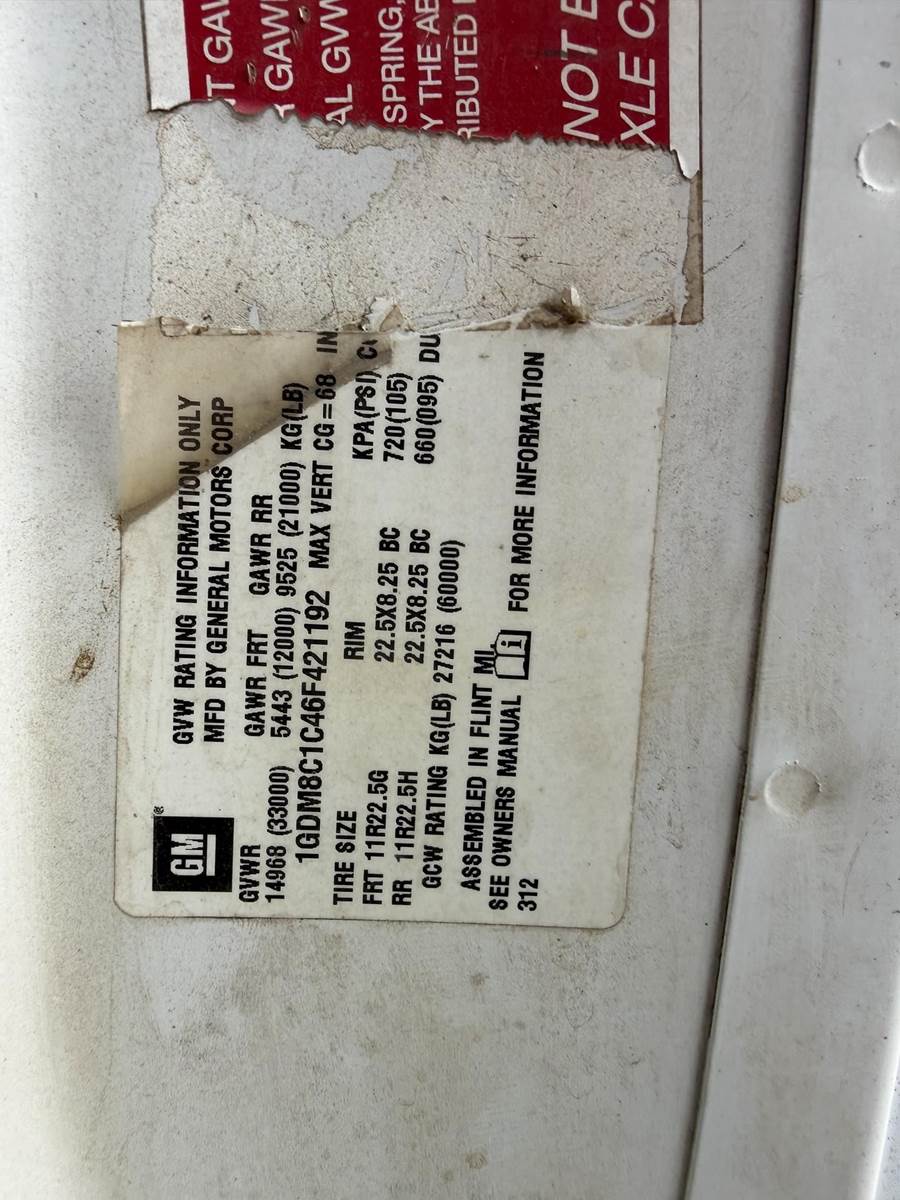 GM
®
GVW RATING INFORMATION ONLY
MFD BY GENERAL MOTORS CORP
GVWR GAWR FRT GAWR RR
14968 (33000) 5443 (12000) 9525 (21000) KG(LB)
1GDM8C1C46F421192 MAX VERT CG=68 IN
TIRE SIZE RIM KPA(PSI)
FRT 11R22.5G 22.5X8.25 BC 720(105)
RR 11R22.5H 22.5X8.25 BC 660(095) DU
GCW RATING KG(LB) 27216 (60000)
ASSEMBLED IN FLINT MI.
SEE OWNERS MANUAL i FOR MORE INFORMATION
312
T GAW
GAWR
AL GVW
SPRING,
Y THE AB
RIBUTED
NOT E
XLE C